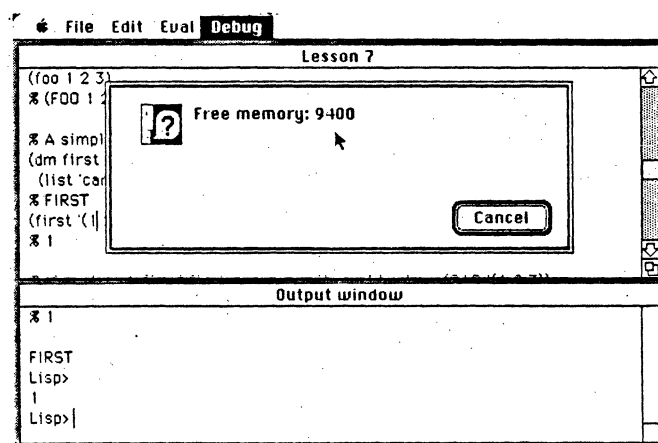 File Edit Eval Debug
Lesson 7
(foo 1 2 3)
% (FOO 1 2
Free memory: 9400
% A simpl
(dm first
(list 'car
% FIRST
(first '(1
Cancel
% 1
Output window
% 1
FIRST
Lisp>
1
Lisp>